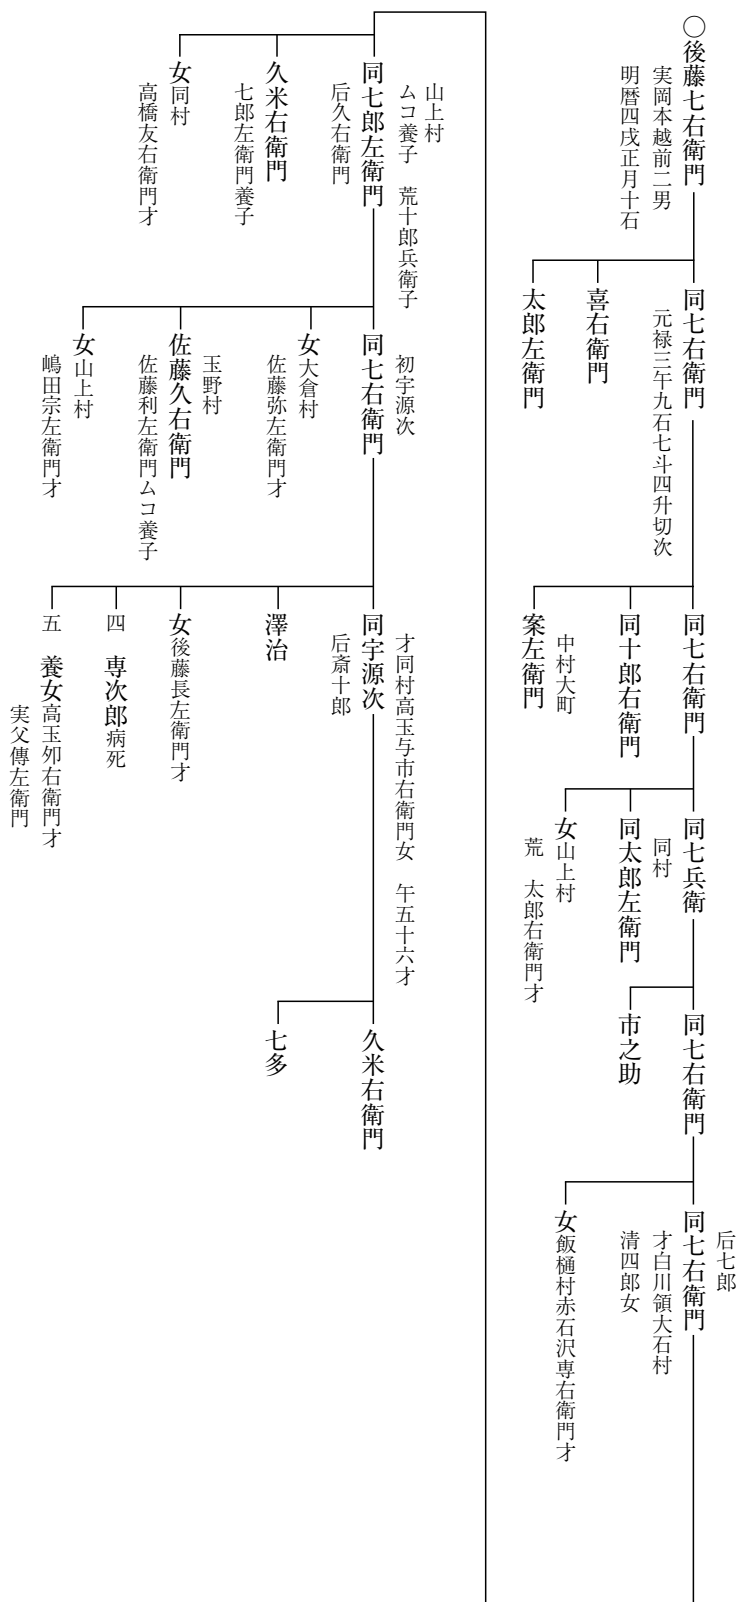 ○後藤七右衛門
実岡本越前二男
明暦四戌正月十石
同七右衛門
元禄三午九石七斗四升切次
喜右衛門
太郎左衛門
同七右衛門
同十郎右衛門
中村大町
案左衛門
同七兵衛
同村
同太郎左衛門
女山上村
荒　太郎右衛門才
同七右衛門
市之助
后七郎
同七右衛門
才白川領大石村
清四郎女
女飯樋村赤石沢専右衛門才
山上村
ムコ養子　荒十郎兵衛子
同七郎左衛門
后久右衛門
久米右衛門
七郎左衛門養子
女同村
高橋友右衛門才
初宇源次
同七右衛門
女大倉村
佐藤弥左衛門才
玉野村
佐藤久右衛門
佐藤利左衛門ムコ養子
女山上村
嶋田宗左衛門才
才同村高玉与市右衛門女　午五十六才
同宇源次
后斎十郎
澤治
女後藤長左衛門才
四　専次郎病死
五　養女高玉夘右衛門才
実父傳左衛門
久米右衛門
七多